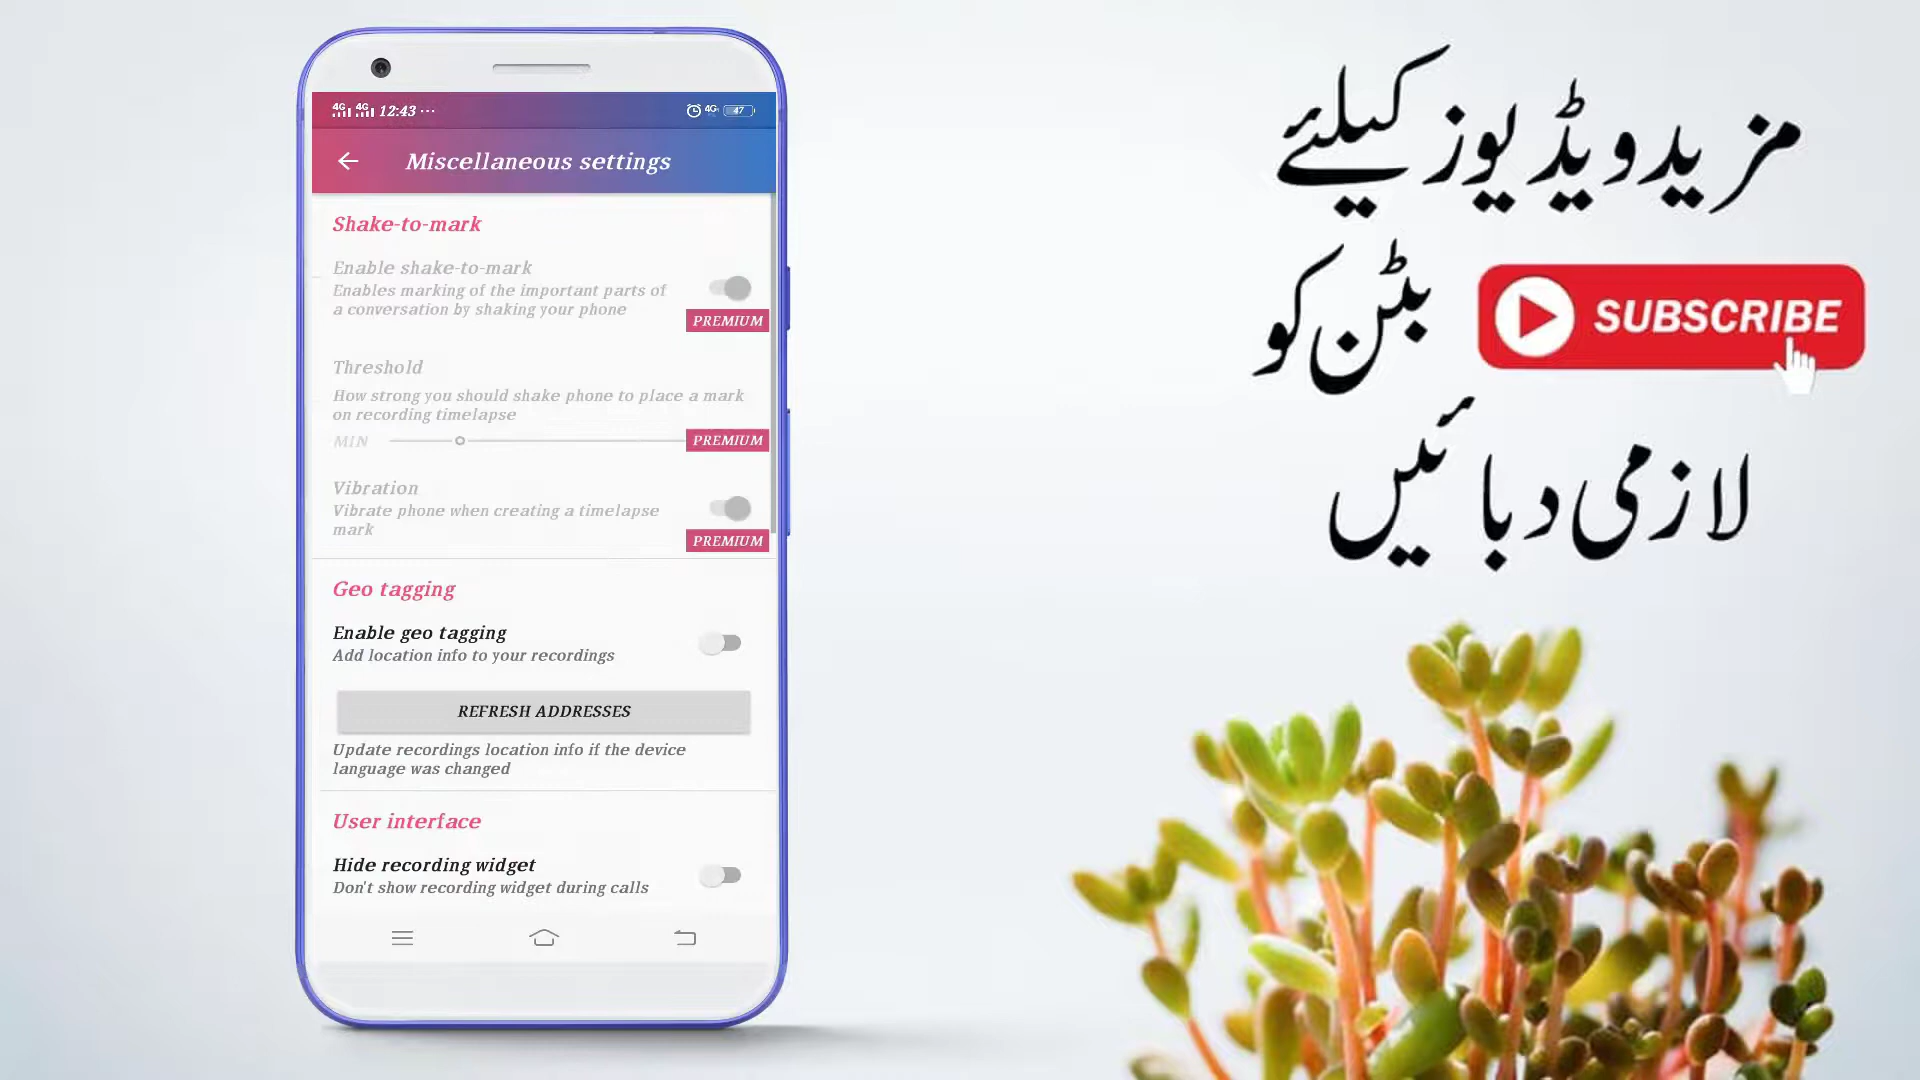 4G 4G 12:43 ... 4G 47
Miscellaneous settings
Shake-to-mark
Enable shake-to-mark
Enables marking of the important parts of
a conversation by shaking your phone
PREMIUM
Threshold
How strong you should shake phone to place a mark
on recording timelapse
MIN
PREMIUM
Vibration
Vibrate phone when creating a timelapse
mark
PREMIUM
Geo tagging
Enable geo tagging
Add location info to your recordings
REFRESH ADDRESSES
Update recordings location info if the device
language was changed
User interface
Hide recording widget
Don't show recording widget during calls
مزید ویڈیوز کیلئے
SUBSCRIBE بٹن کو
لازمی دبائیں